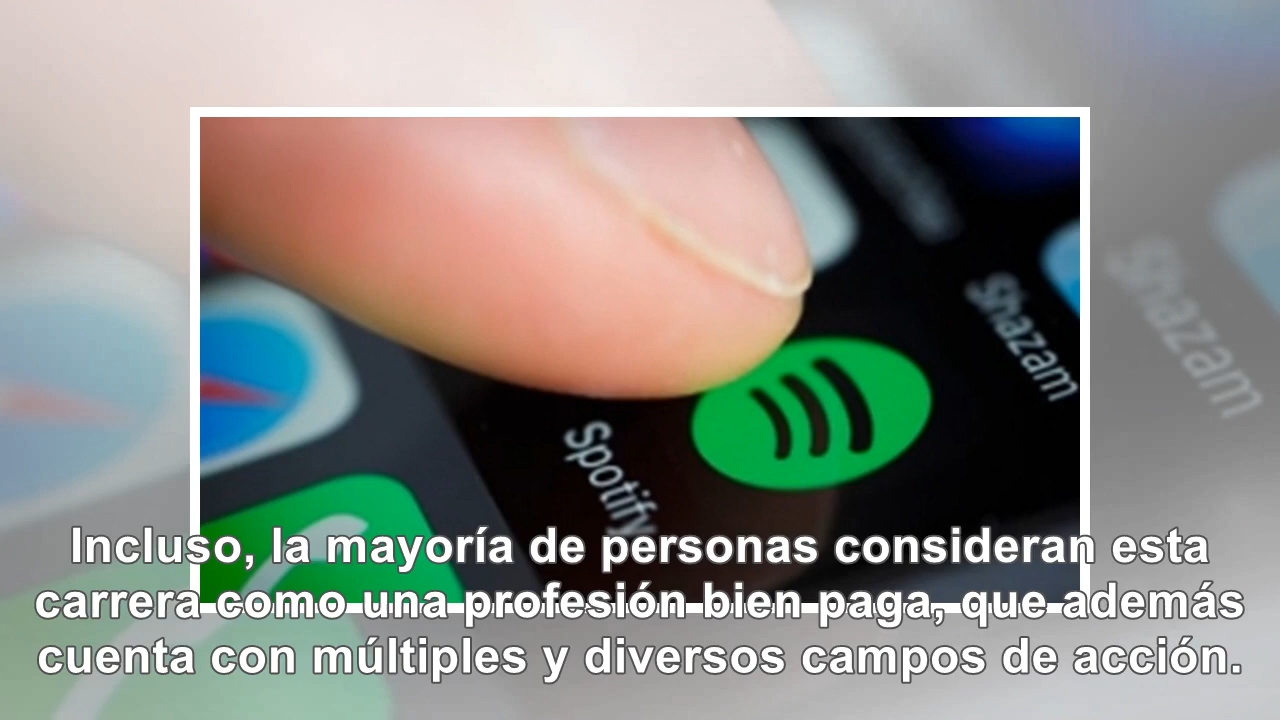 Shazam
Shazam
Spotify
Incluso, la mayoría de personas consideran esta
carrera como una profesión bien paga, que además
cuenta con múltiples y diversos campos de acción.